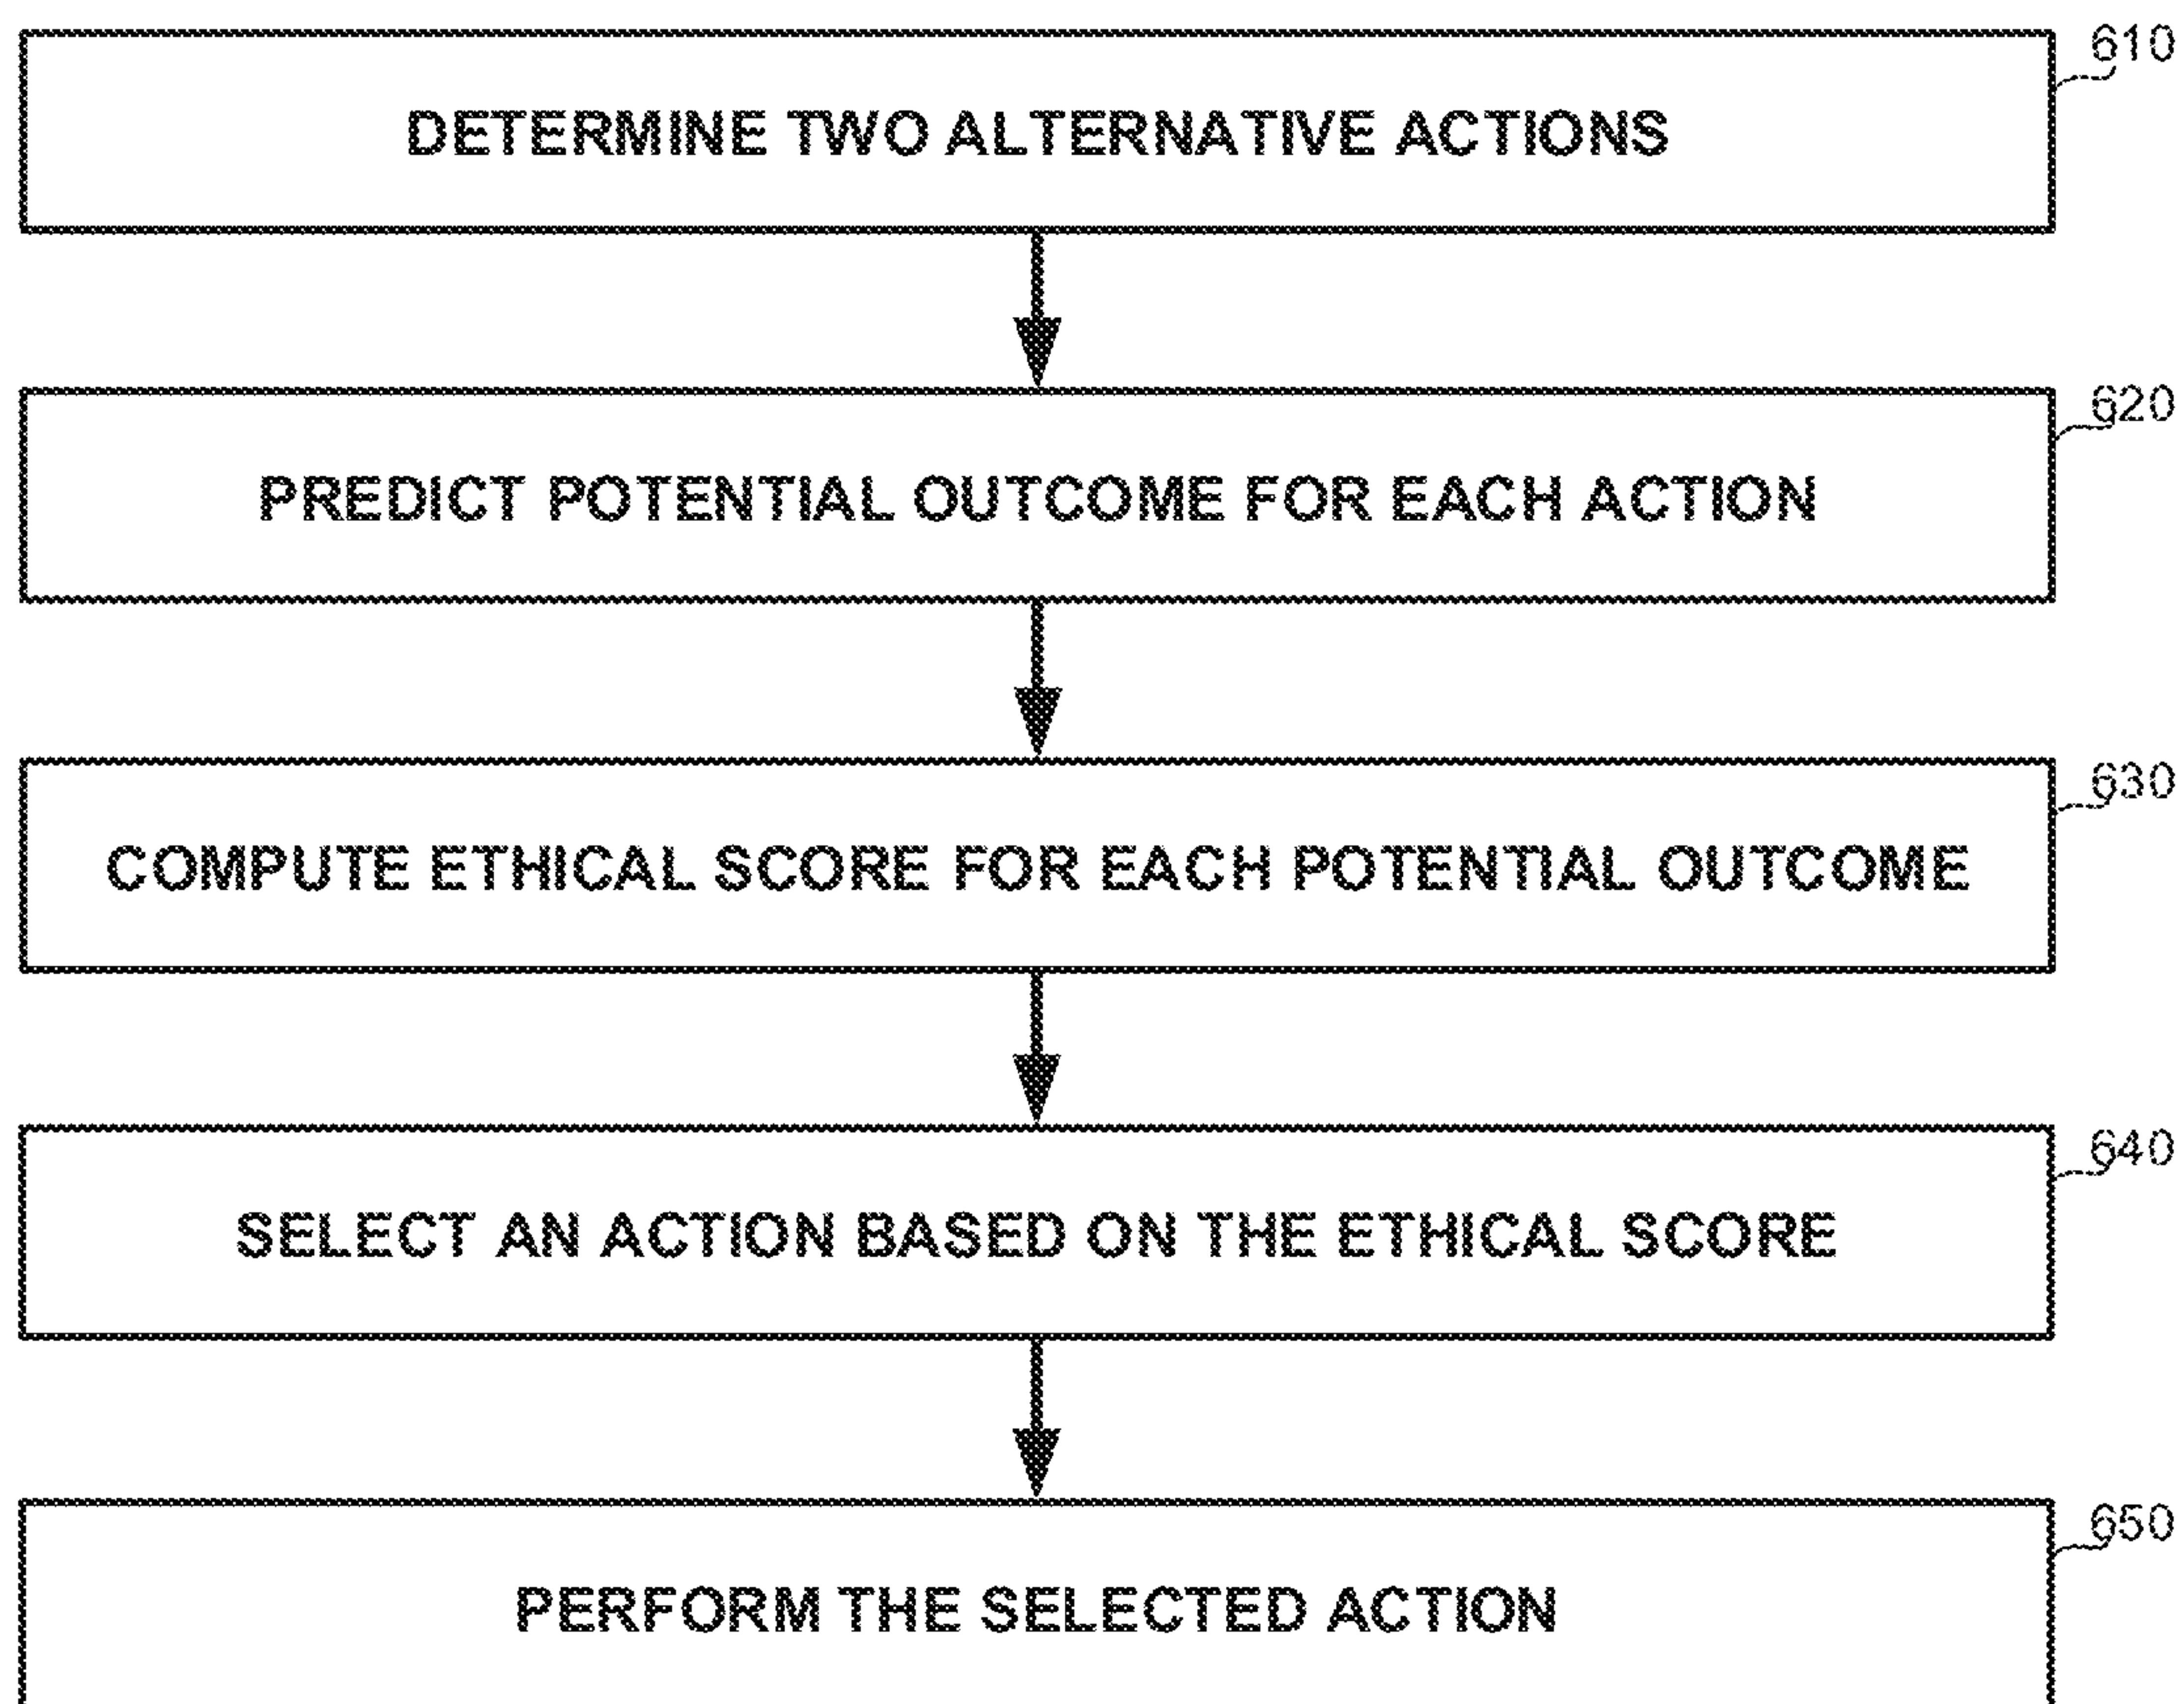 610
DETERMINE TWO ALTERNATIVE ACTIONS
620
PREDICT POTENTIAL OUTCOME FOR EACH ACTION
630
COMPUTE ETHICAL SCORE FOR EACH POTENTIAL OUTCOME
640
SELECT AN ACTION BASED ON THE ETHICAL SCORE
650
PERFORM THE SELECTED ACTION